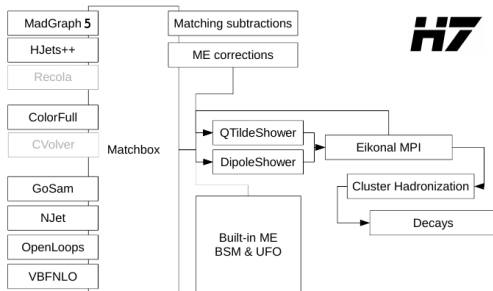 MadGraph 5
HJets++
Recola
ColorFull
CVolver
GoSam
NJet
OpenLoops
VBFNLO
Matchbox
Matching subtractions
ME corrections
QTildeShower
DipoleShower
Built-in ME
BSM & UFO
Eikonal MPI
Cluster Hadronization
Decays
H7